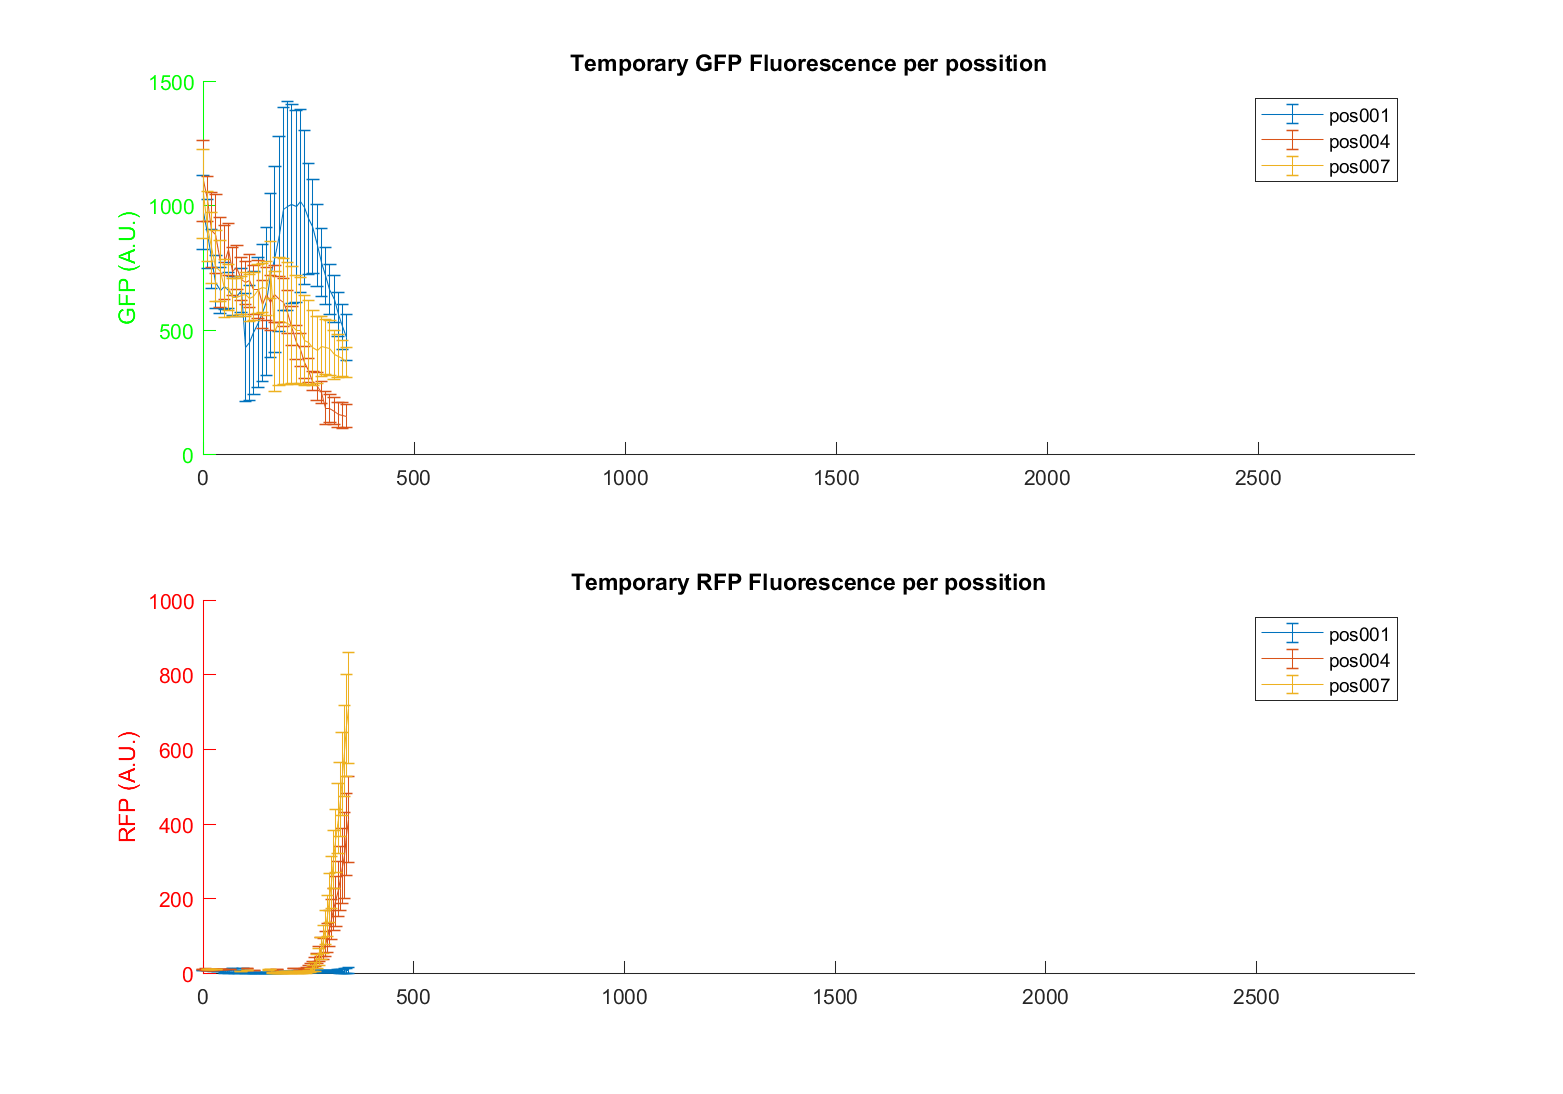 Temporary GFP Fluorescence per possition
1500
1000
500
0
GFP (A.U.)
pos001
pos004
pos007
0 500 1000 1500 2000 2500
Temporary RFP Fluorescence per possition
1000
800
600
400
200
0
RFP (A.U.)
pos001
pos004
pos007
0 500 1000 1500 2000 2500